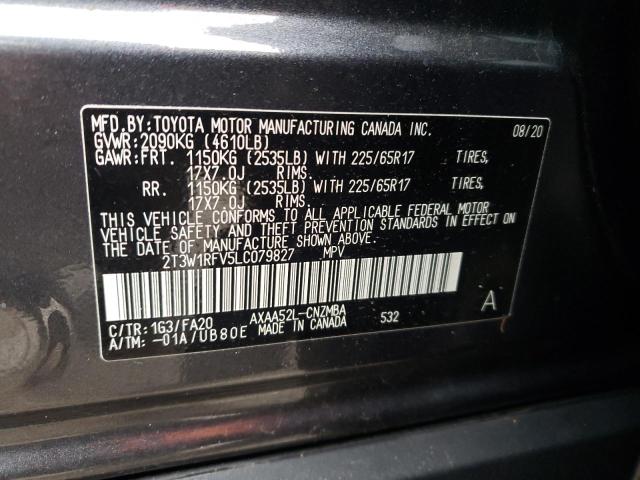 MFD.BY:TOYOTA MOTOR MANUFACTURING CANADA INC. 08/20
GVWR:2090KG (4610LB)
GAWR:FRT. 1150KG (2535LB) WITH 225/65R17 TIRES,
17X7.0J RIMS.
RR. 1150KG (2535LB) WITH 225/65R17 TIRES,
17X7.0J RIMS.
THIS VEHICLE CONFORMS TO ALL APPLICABLE FEDERAL MOTOR
VEHICLE SAFETY AND THEFT PREVENTION STANDARDS IN EFFECT ON
THE DATE OF MANUFACTURE SHOWN ABOVE.
2T3W1RFV5LC079827 MPV
C/TR:1G3/FA20 AXAA52L-CNZMBA 532 A
A/TM:-01A/UB80E MADE IN CANADA